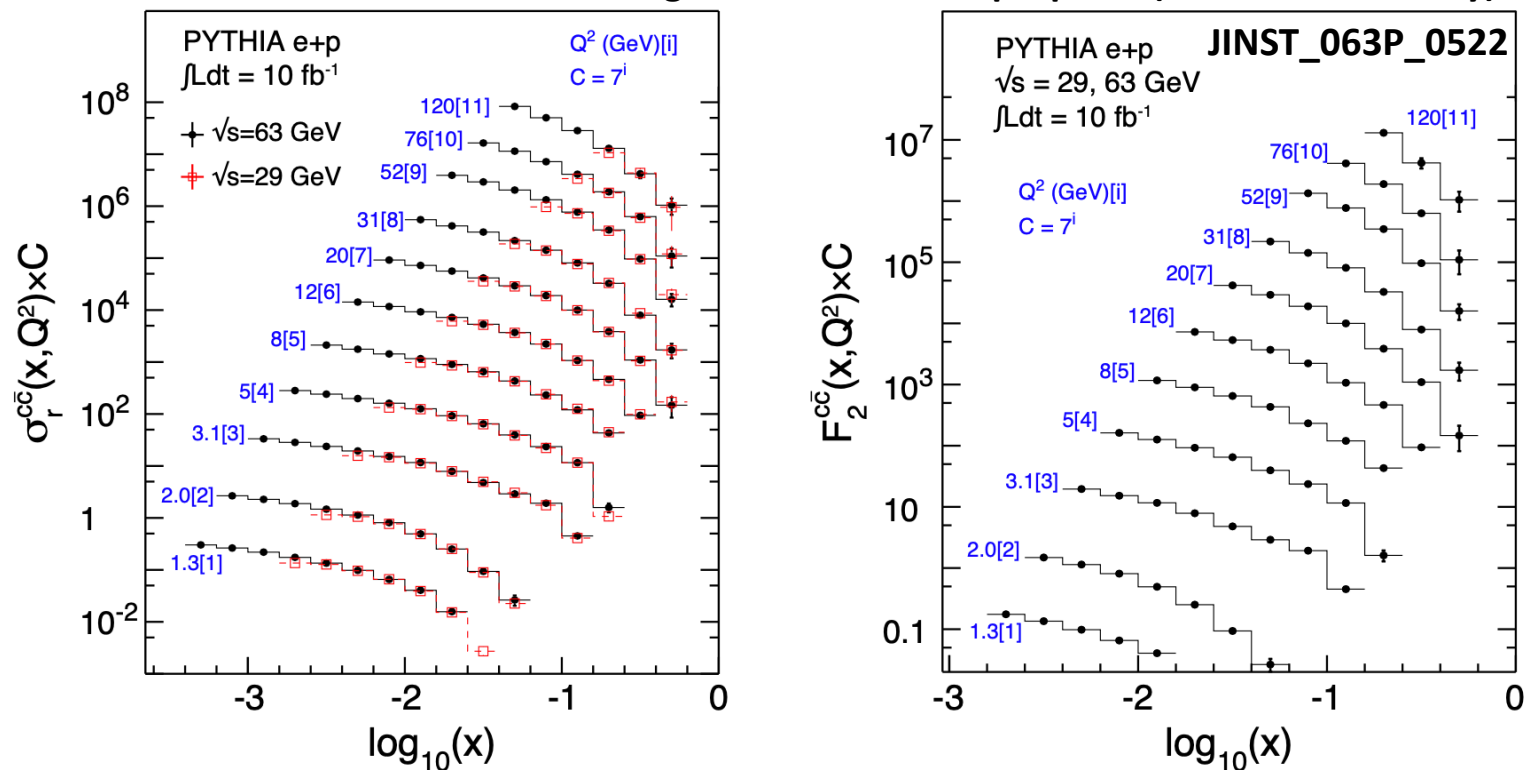 PYTHIA e+p
∫Ldt = 10 fb⁻¹
√s=63 GeV
√s=29 GeV
Q² (GeV)[i]
C = 7ⁱ
120[11]
76[10]
52[9]
31[8]
20[7]
12[6]
8[5]
5[4]
3.1[3]
2.0[2]
1.3[1]
10⁸
10⁶
10⁴
10²
1
10⁻²
σᵣᶜᶜ̄(x,Q²)×C
-3 -2 -1 0
log₁₀(x)
JINST_063P_0522
PYTHIA e+p
√s = 29, 63 GeV
∫Ldt = 10 fb⁻¹
Q² (GeV)[i]
C = 7ⁱ
120[11]
76[10]
52[9]
31[8]
20[7]
12[6]
8[5]
5[4]
3.1[3]
2.0[2]
1.3[1]
10⁷
10⁵
10³
10
0.1
F₂ᶜᶜ̄(x,Q²)×C
-3 -2 -1 0
log₁₀(x)